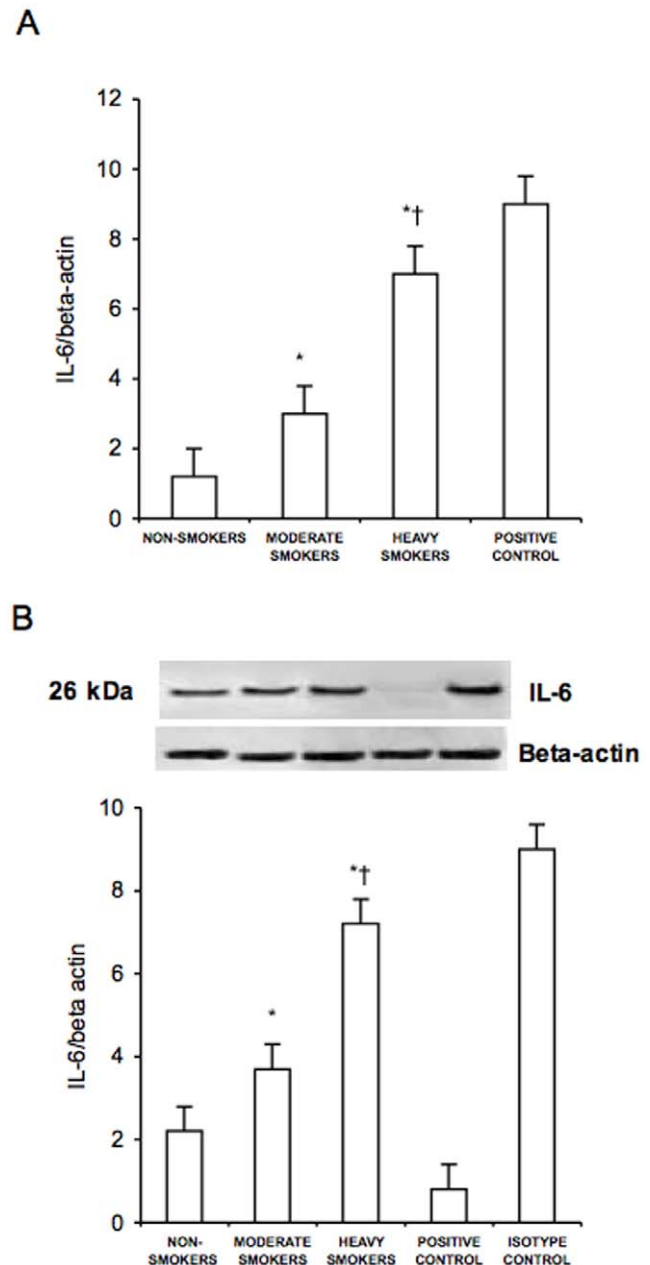 A
12
10
8
6
4
2
0
IL-6/beta-actin
*
*†
NON-SMOKERS
MODERATE
SMOKERS
HEAVY
SMOKERS
POSITIVE
CONTROL
B
26 kDa
IL-6
Beta-actin
10
8
6
4
2
0
IL-6/beta actin
*
*†
NON-
SMOKERS
MODERATE
SMOKERS
HEAVY
SMOKERS
POSITIVE
CONTROL
ISOTYPE
CONTROL